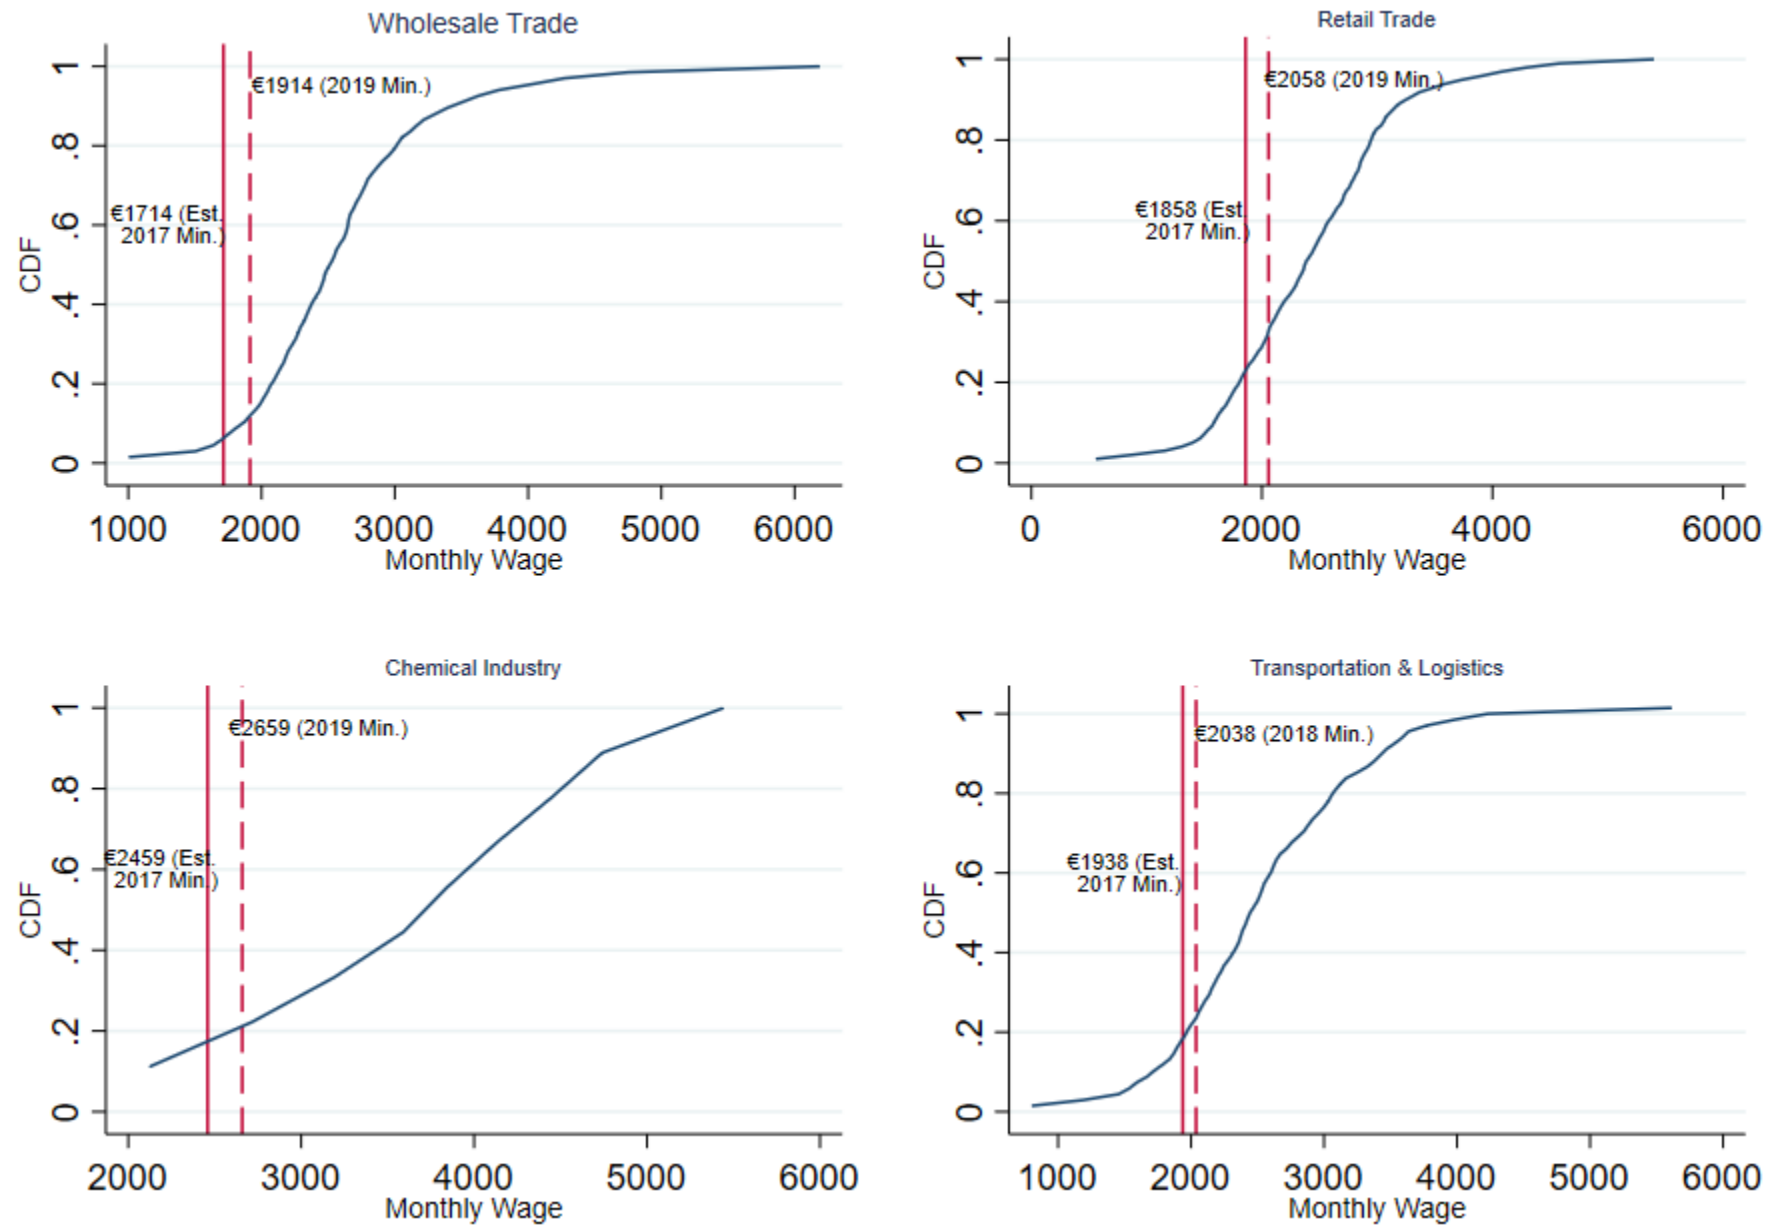 Wholesale Trade
1
.8
.6
.4
.2
0
CDF
€1914 (2019 Min.)
€1714 (Est.
2017 Min.)
1000 2000 3000 4000 5000 6000
Monthly Wage
Retail Trade
1
.8
.6
.4
.2
0
CDF
€2058 (2019 Min.)
€1858 (Est.
2017 Min.)
0 2000 4000 6000
Monthly Wage
Chemical Industry
1
.8
.6
.4
.2
0
CDF
€2659 (2019 Min.)
€2459 (Est.
2017 Min.)
2000 3000 4000 5000 6000
Monthly Wage
Transportation & Logistics
1
.8
.6
.4
.2
0
CDF
€2038 (2018 Min.)
€1938 (Est.
2017 Min.)
1000 2000 3000 4000 5000 6000
Monthly Wage